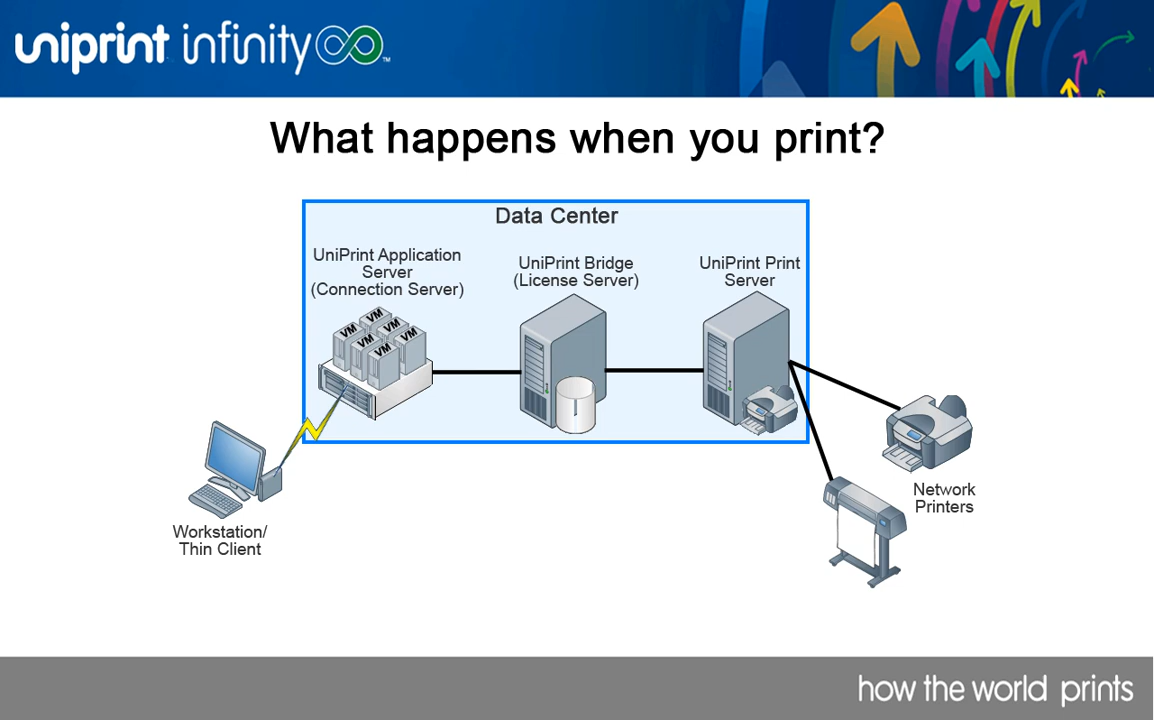 uniprint infinity ™
What happens when you print?
Data Center
UniPrint Application
Server
(Connection Server)
UniPrint Bridge
(License Server)
UniPrint Print
Server
VM
VM
VM
VM
VM
VM
Workstation/
Thin Client
Network
Printers
how the world prints